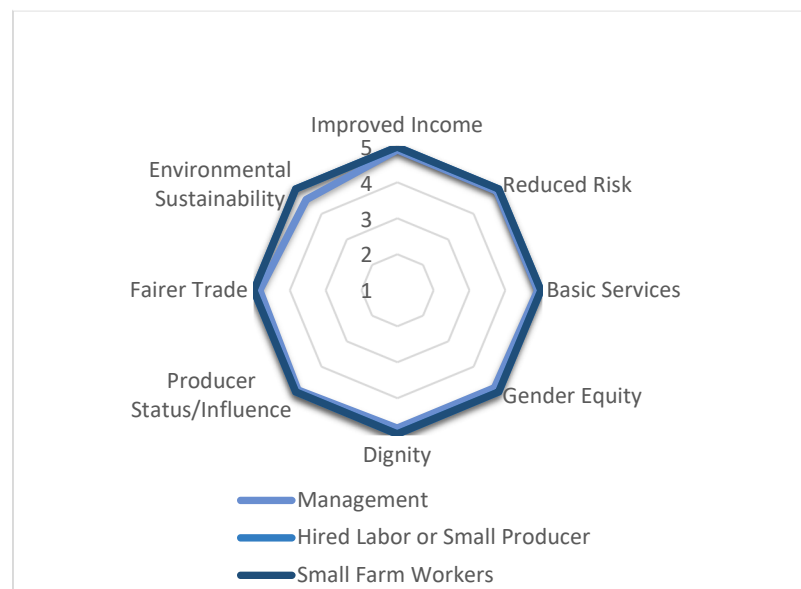 Improved Income
5
Environmental
Sustainability
4
Reduced Risk
3
2
Fairer Trade
1
Basic Services
Producer
Status/Influence
Gender Equity
Dignity
Management
Hired Labor or Small Producer
Small Farm Workers